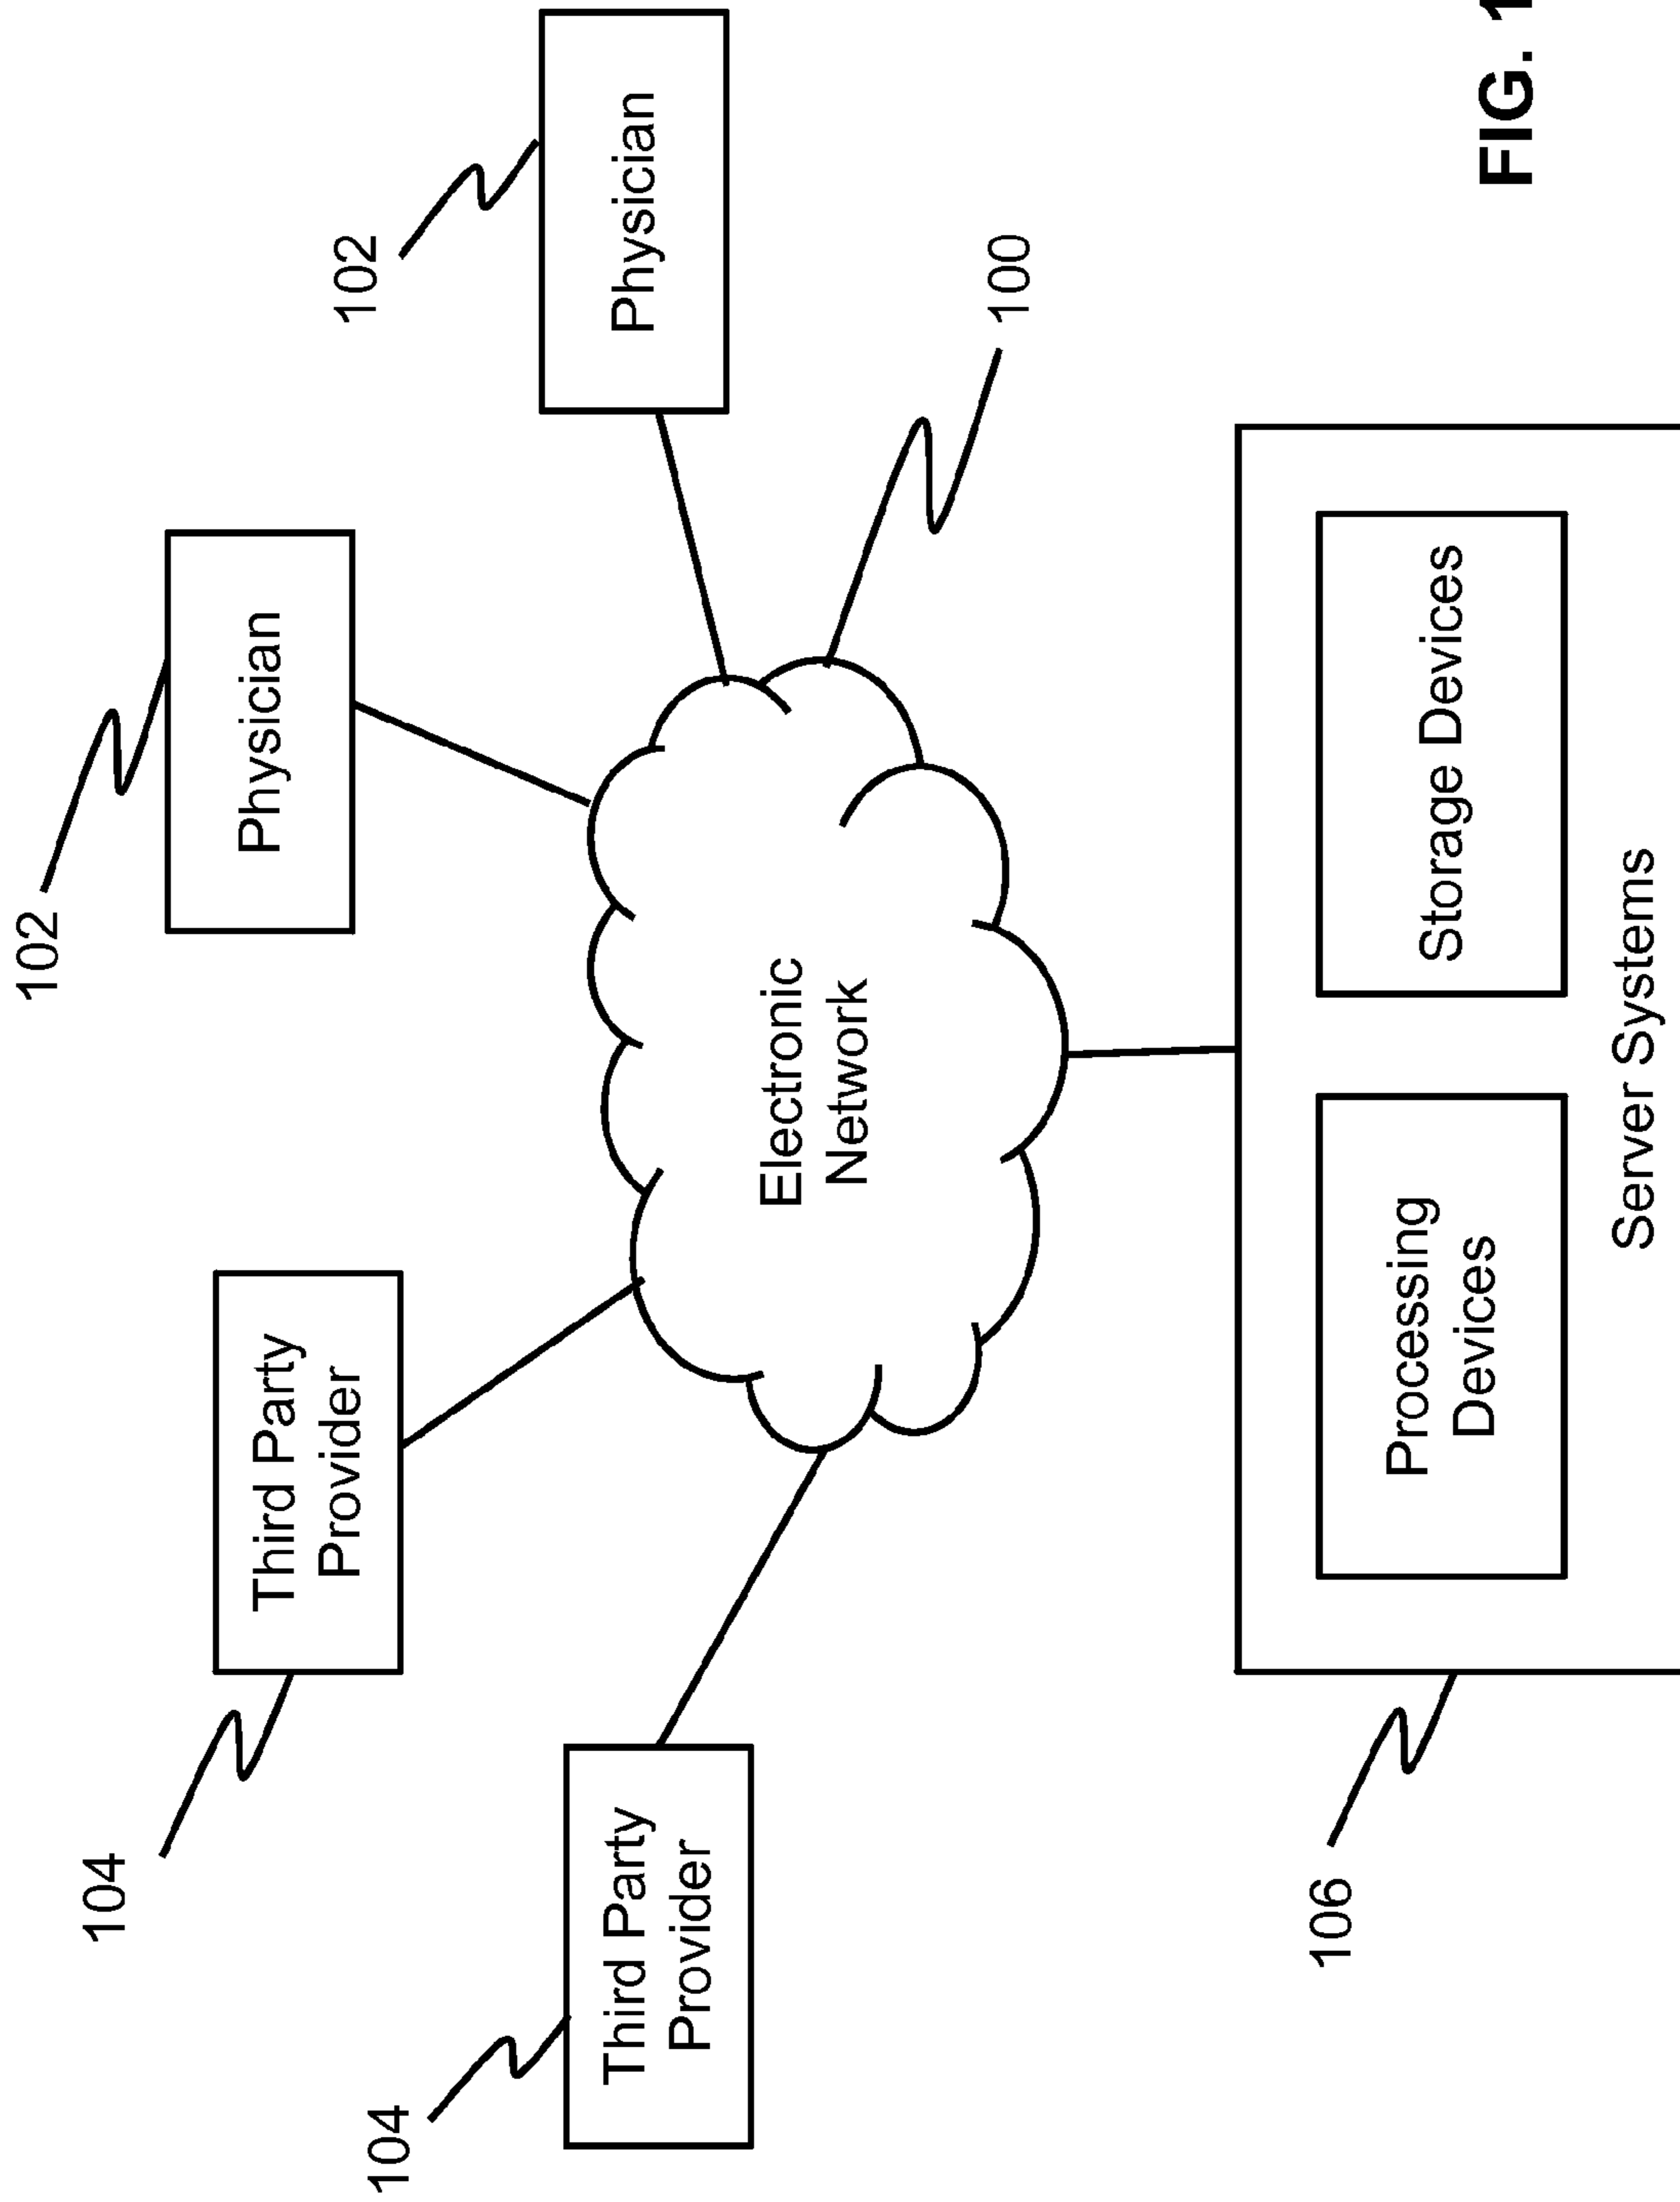 102
Physician
102
Physician
104
Third Party
Provider
104
Third Party
Provider
Electronic
Network
100
106
Processing
Devices
Storage Devices
Server Systems
FIG. 1